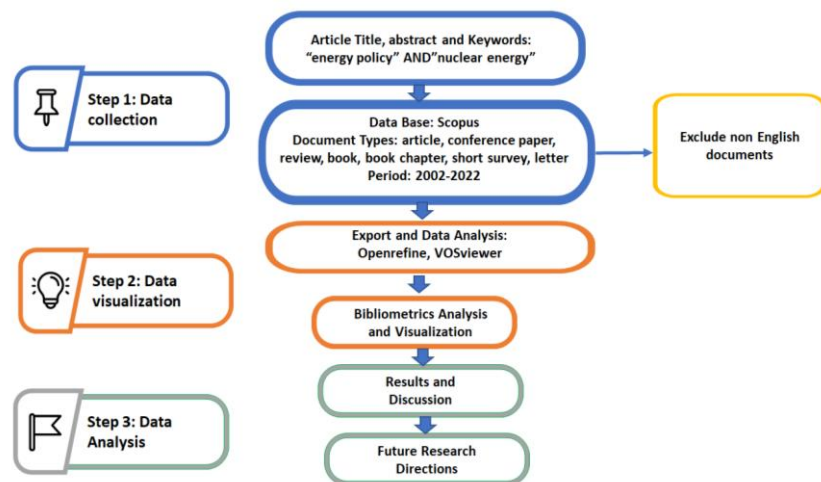 Article Title, abstract and Keywords:
“energy policy” AND”nuclear energy”
Step 1: Data
collection
Data Base: Scopus
Document Types: article, conference paper,
review, book, book chapter, short survey, letter
Period: 2002-2022
Exclude non English
documents
Export and Data Analysis:
Openrefine, VOSviewer
Step 2: Data
visualization
Bibliometrics Analysis
and Visualization
Results and
Discussion
Step 3: Data
Analysis
Future Research
Directions